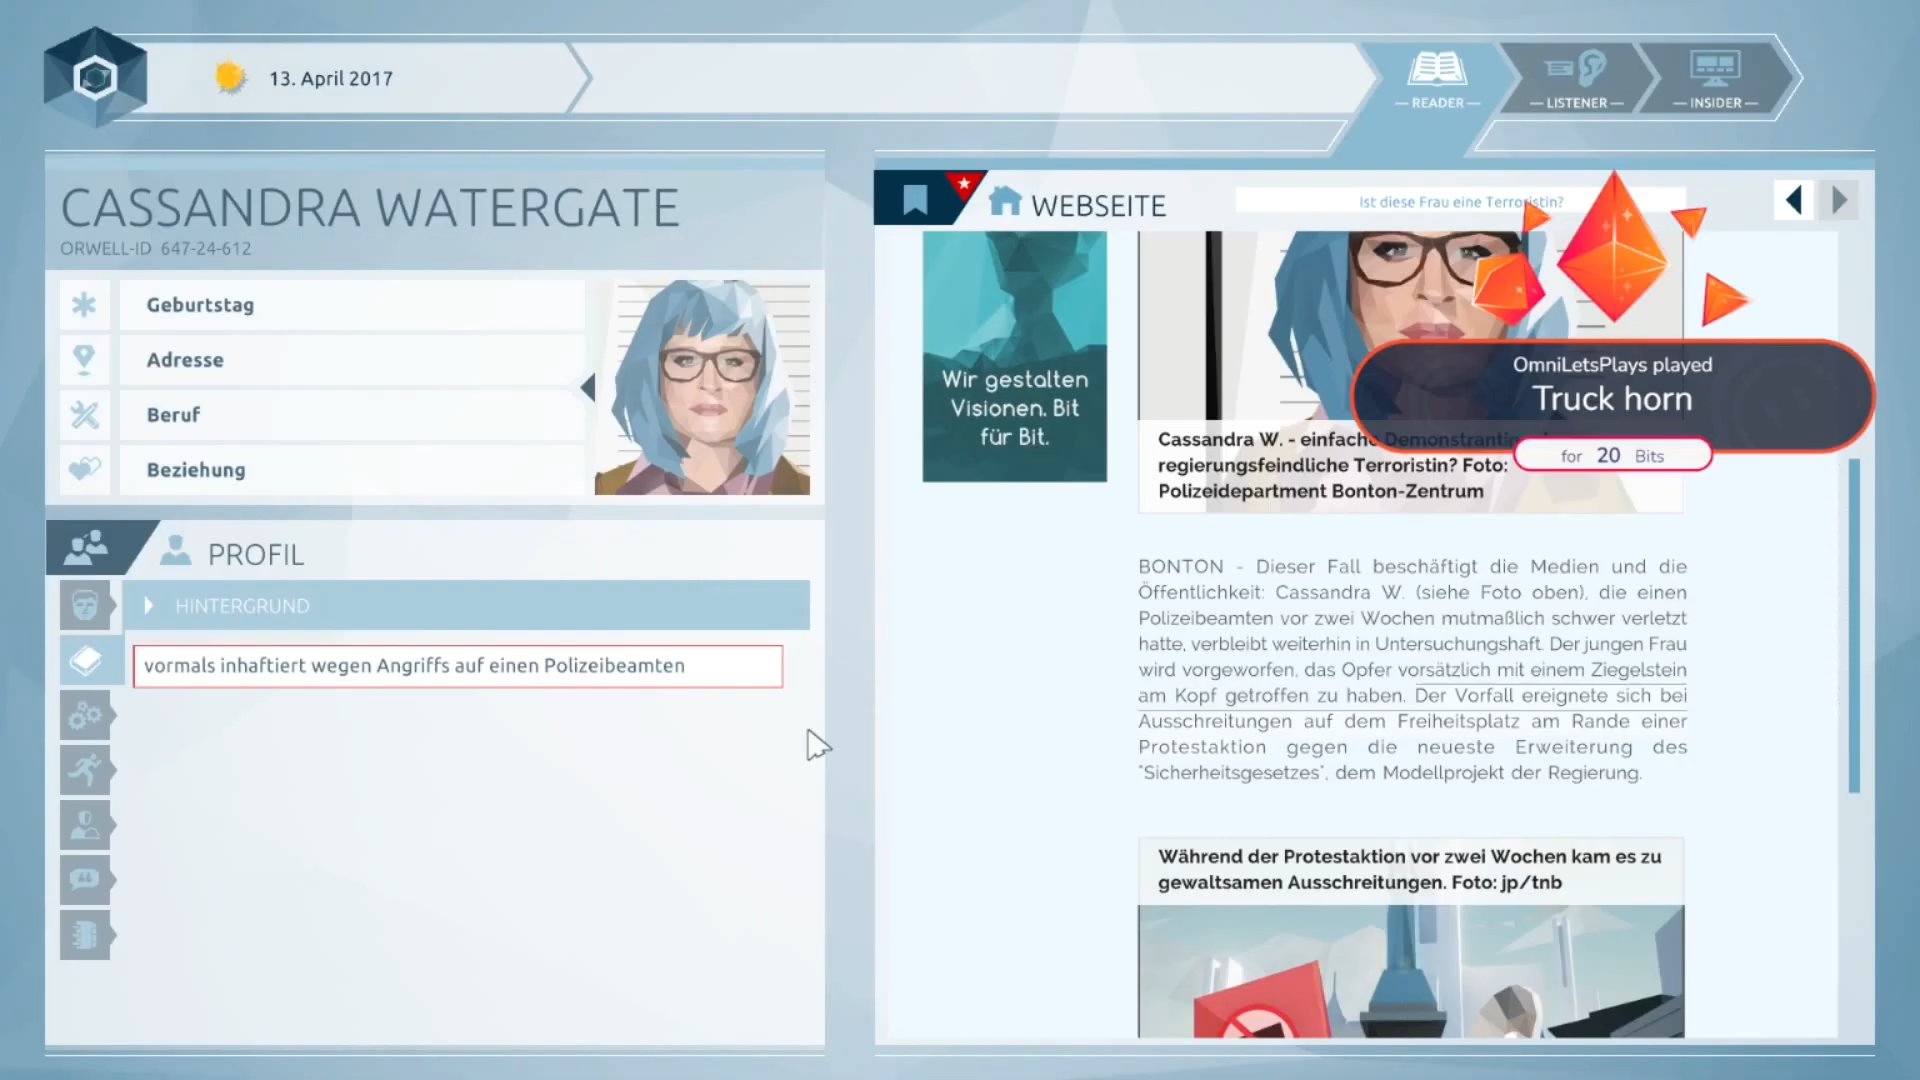 13. April 2017
READER
LISTENER
INSIDER
CASSANDRA WATERGATE
ORWELL-ID 647-24-612
Geburtstag
Adresse
Beruf
Beziehung
PROFIL
HINTERGRUND
vormals inhaftiert wegen Angriffs auf einen Polizeibeamten
WEBSEITE
Ist diese Frau eine Terroristin?
Wir gestalten
Visionen. Bit
für Bit.
OmniLetsPlays played
Truck horn
for 20 Bits
Cassandra W. - einfache Demonstrantin
regierungsfeindliche Terroristin? Foto:
Polizeidepartment Bonton-Zentrum
BONTON - Dieser Fall beschäftigt die Medien und die
Öffentlichkeit: Cassandra W. (siehe Foto oben), die einen
Polizeibeamten vor zwei Wochen mutmaßlich schwer verletzt
hatte, verbleibt weiterhin in Untersuchungshaft. Der jungen Frau
wird vorgeworfen, das Opfer vorsätzlich mit einem Ziegelstein
am Kopf getroffen zu haben. Der Vorfall ereignete sich bei
Ausschreitungen auf dem Freiheitsplatz am Rande einer
Protestaktion gegen die neueste Erweiterung des
"Sicherheitsgesetzes", dem Modellprojekt der Regierung.
Während der Protestaktion vor zwei Wochen kam es zu
gewaltsamen Ausschreitungen. Foto: jp/tnb